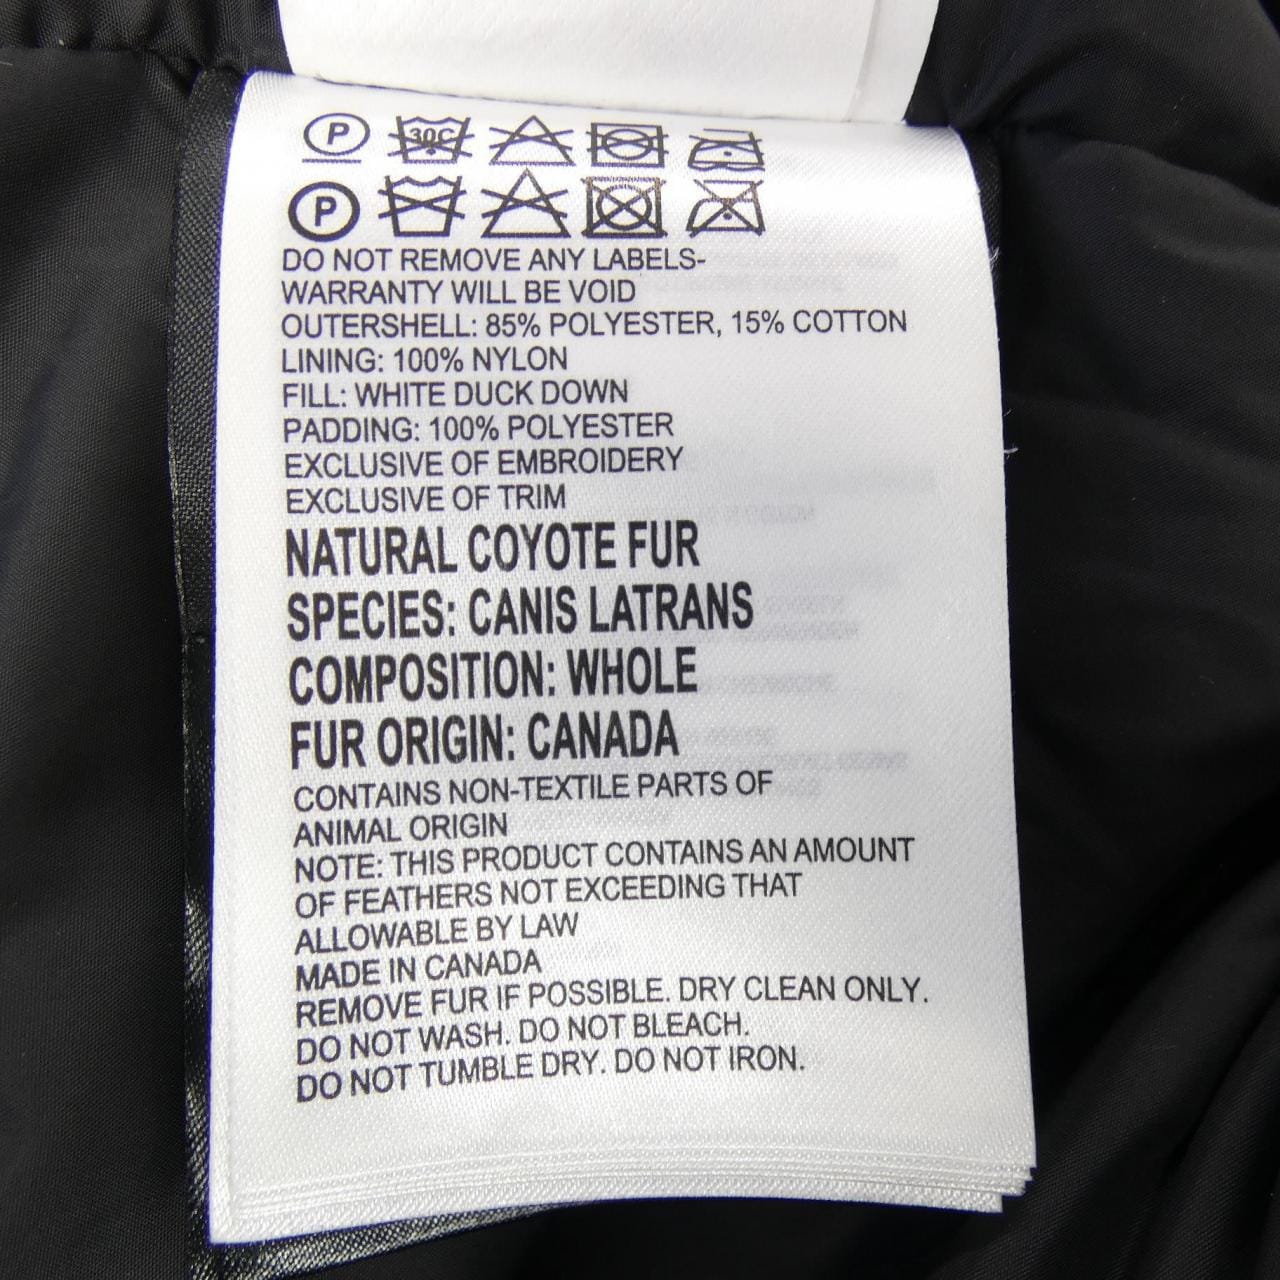 P 30C
P
DO NOT REMOVE ANY LABELS-
WARRANTY WILL BE VOID
OUTERSHELL: 85% POLYESTER, 15% COTTON
LINING: 100% NYLON
FILL: WHITE DUCK DOWN
PADDING: 100% POLYESTER
EXCLUSIVE OF EMBROIDERY
EXCLUSIVE OF TRIM
NATURAL COYOTE FUR
SPECIES: CANIS LATRANS
COMPOSITION: WHOLE
FUR ORIGIN: CANADA
CONTAINS NON-TEXTILE PARTS OF
ANIMAL ORIGIN
NOTE: THIS PRODUCT CONTAINS AN AMOUNT
OF FEATHERS NOT EXCEEDING THAT
ALLOWABLE BY LAW
MADE IN CANADA
REMOVE FUR IF POSSIBLE. DRY CLEAN ONLY.
DO NOT WASH. DO NOT BLEACH.
DO NOT TUMBLE DRY. DO NOT IRON.